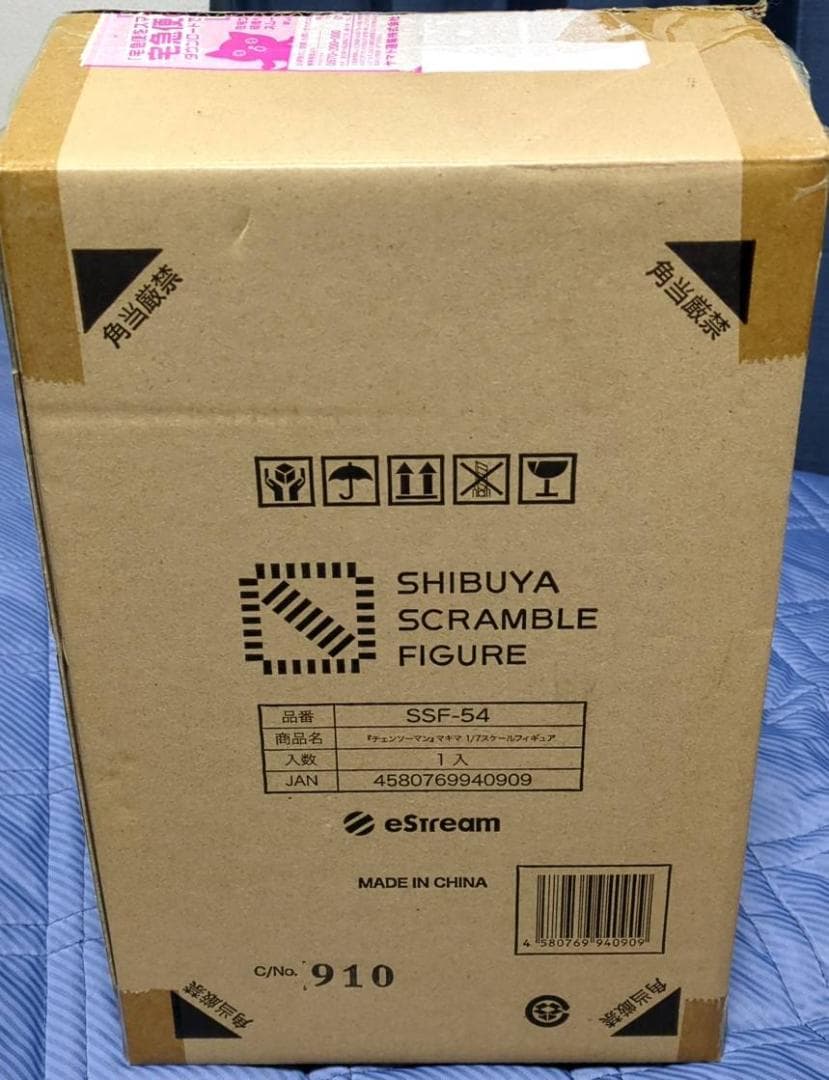 宅急便
角当厳禁
角当厳禁
SHIBUYA
SCRAMBLE
FIGURE
品番 SSF-54
商品名 『チェンソーマン』マキマ 1/7スケールフィギュア
入数 1 入
JAN 4580769940909
eStream
MADE IN CHINA
4 580769 940909
C/No. 910
角当厳禁
角当厳禁